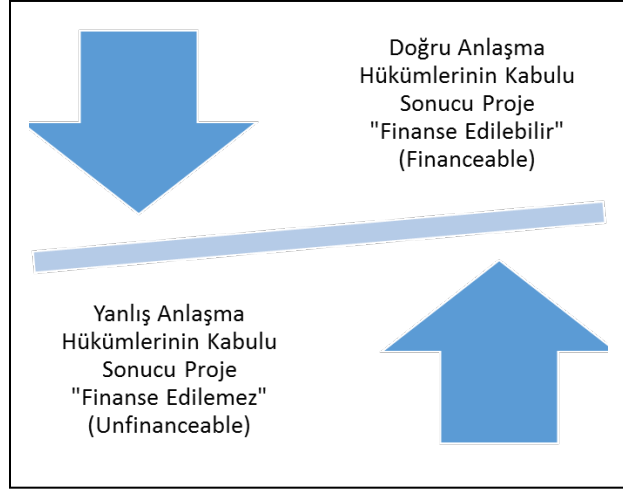 Doğru Anlaşma
Hükümlerinin Kabulu
Sonucu Proje
"Finanse Edilebilir"
(Financeable)
Yanlış Anlaşma
Hükümlerinin Kabulu
Sonucu Proje
"Finanse Edilemez"
(Unfinanceable)